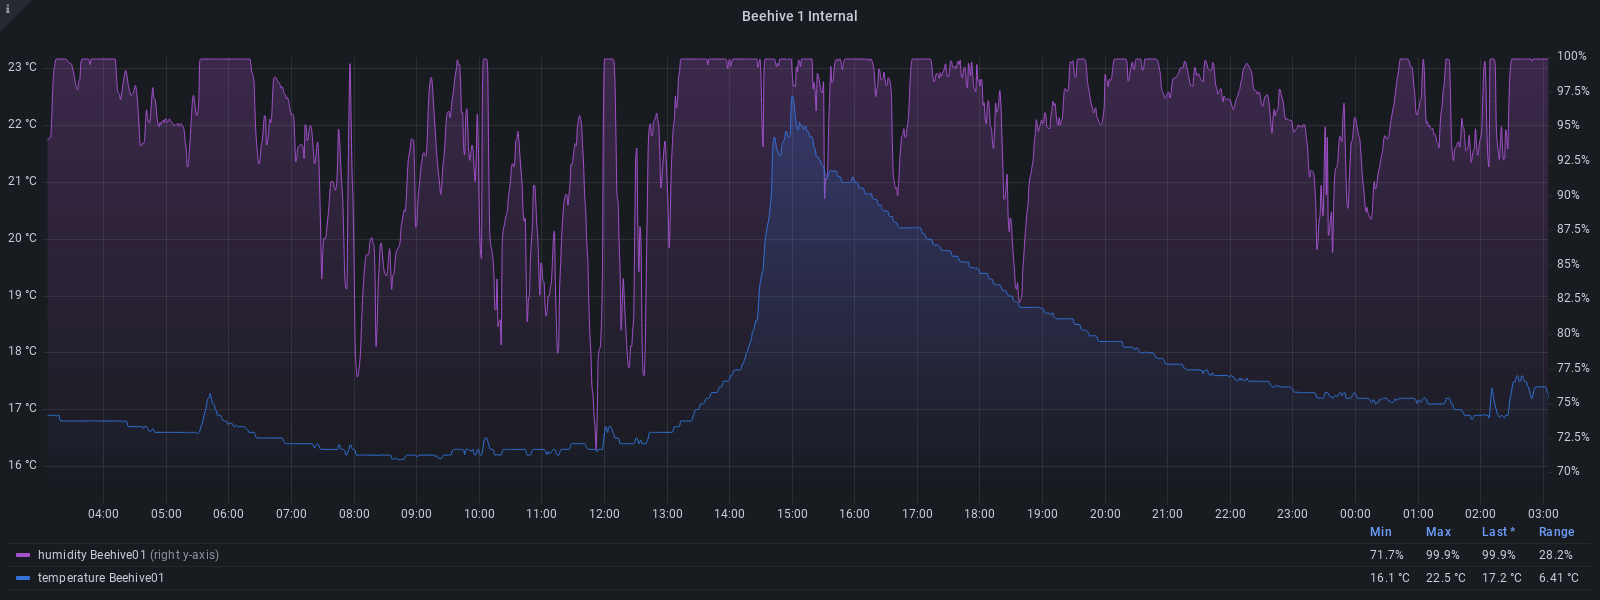 i
Beehive 1 Internal
23 °C
22 °C
21 °C
20 °C
19 °C
18 °C
17 °C
16 °C
100%
97.5%
95%
92.5%
90%
87.5%
85%
82.5%
80%
77.5%
75%
72.5%
70%
04:00 05:00 06:00 07:00 08:00 09:00 10:00 11:00 12:00 13:00 14:00 15:00 16:00 17:00 18:00 19:00 20:00 21:00 22:00 23:00 00:00 01:00 02:00 03:00
Min Max Last * Range
humidity Beehive01 (right y-axis) 71.7% 99.9% 99.9% 28.2%
temperature Beehive01 16.1 °C 22.5 °C 17.2 °C 6.41 °C